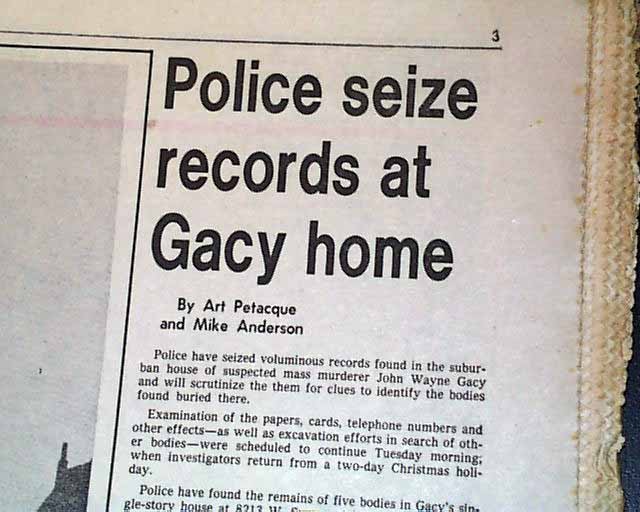 3
Police seize
records at
Gacy home
By Art Petacque
and Mike Anderson
Police have seized voluminous records found in the subur-
ban house of suspected mass murderer John Wayne Gacy
and will scrutinize the them for clues to identify the bodies
found buried there.
Examination of the papers, cards, telephone numbers and
other effects—as well as excavation efforts in search of oth-
er bodies—were scheduled to continue Tuesday morning,
when investigators return from a two-day Christmas holi-
day.
Police have found the remains of five bodies in Gacy's sin-
gle-story house at 8213 W.